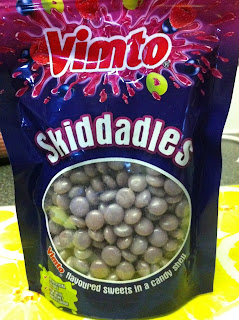 Vimto
Skiddadles
Vimto flavoured sweets in a candy shell